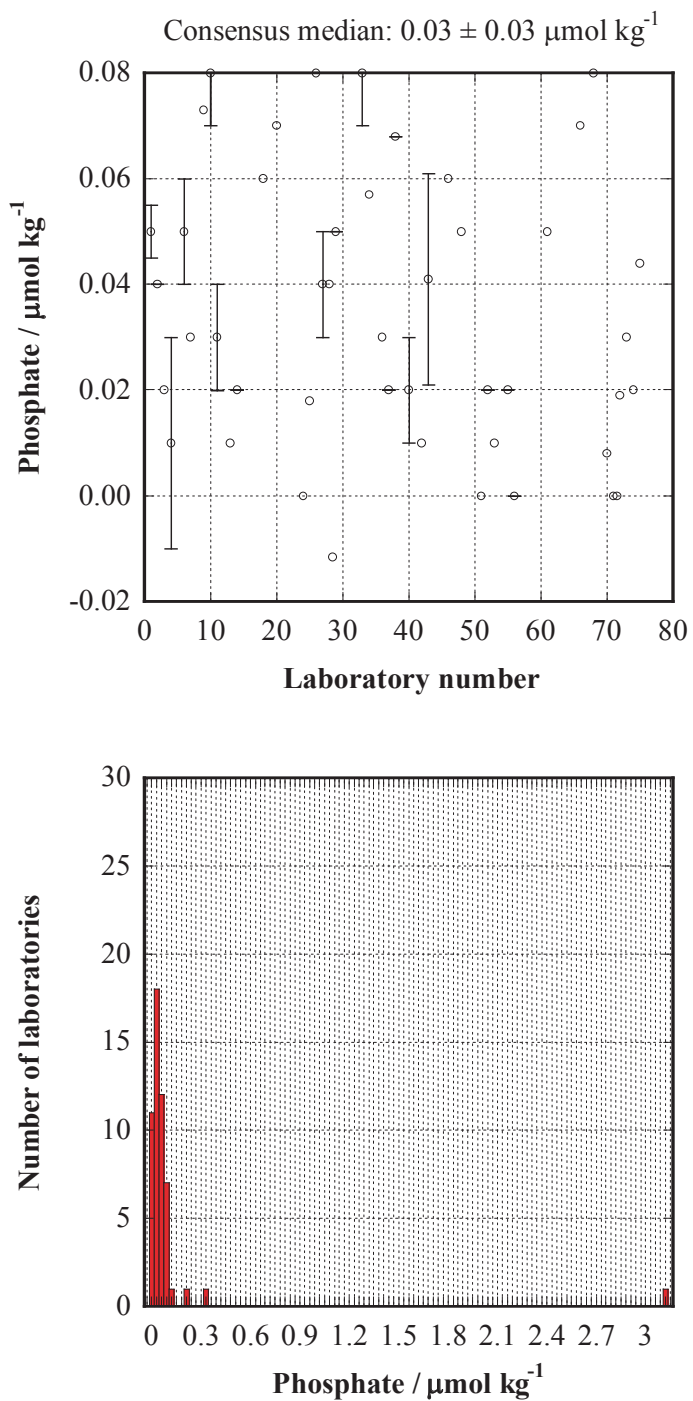 Consensus median: 0.03 ± 0.03 μmol kg⁻¹
0.08
0.06
0.04
0.02
0.00
-0.02
Phosphate / μmol kg⁻¹
0 10 20 30 40 50 60 70 80
Laboratory number
30
25
20
15
10
5
0
Number of laboratories
0 0.3 0.6 0.9 1.2 1.5 1.8 2.1 2.4 2.7 3
Phosphate / μmol kg⁻¹